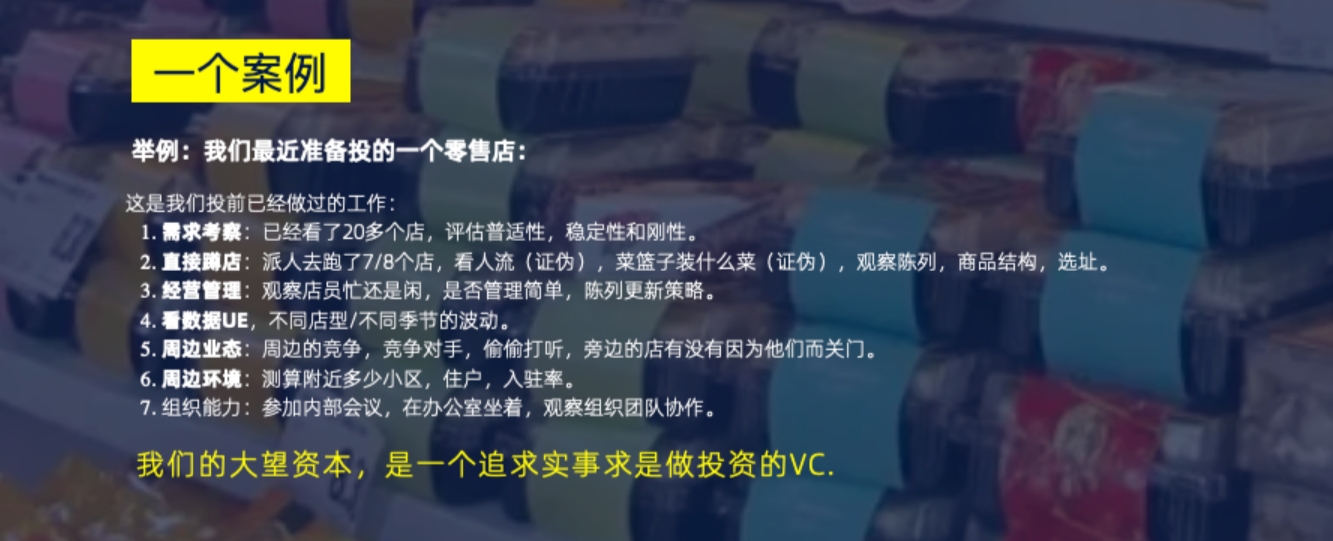 一个案例
举例：我们最近准备投的一个零售店：
这是我们投前已经做过的工作：
1. 需求考察：已经看了20多个店，评估普适性，稳定性和刚性。
2. 直接蹲店：派人去跑了7/8个店，看人流（证伪），菜篮子装什么菜（证伪），观察陈列，商品结构，选址。
3. 经营管理：观察店员忙还是闲，是否管理简单，陈列更新策略。
4. 看数据UE，不同店型/不同季节的波动。
5. 周边业态：周边的竞争，竞争对手，偷偷打听，旁边的店有没有因为他们而关门。
6. 周边环境：测算附近多少小区，住户，入驻率。
7. 组织能力：参加内部会议，在办公室坐着，观察组织团队协作。
我们的大望资本，是一个追求实事求是做投资的VC.